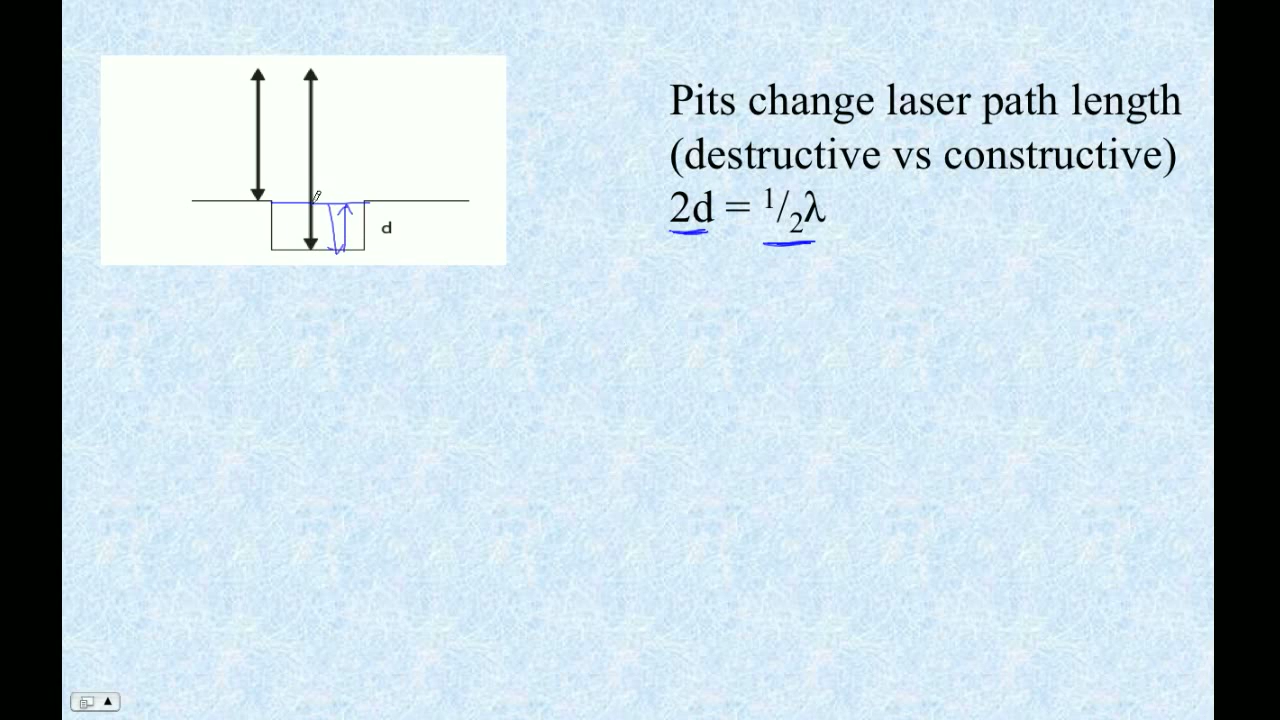 d
Pits change laser path length
(destructive vs constructive)
2d = 1/2λ